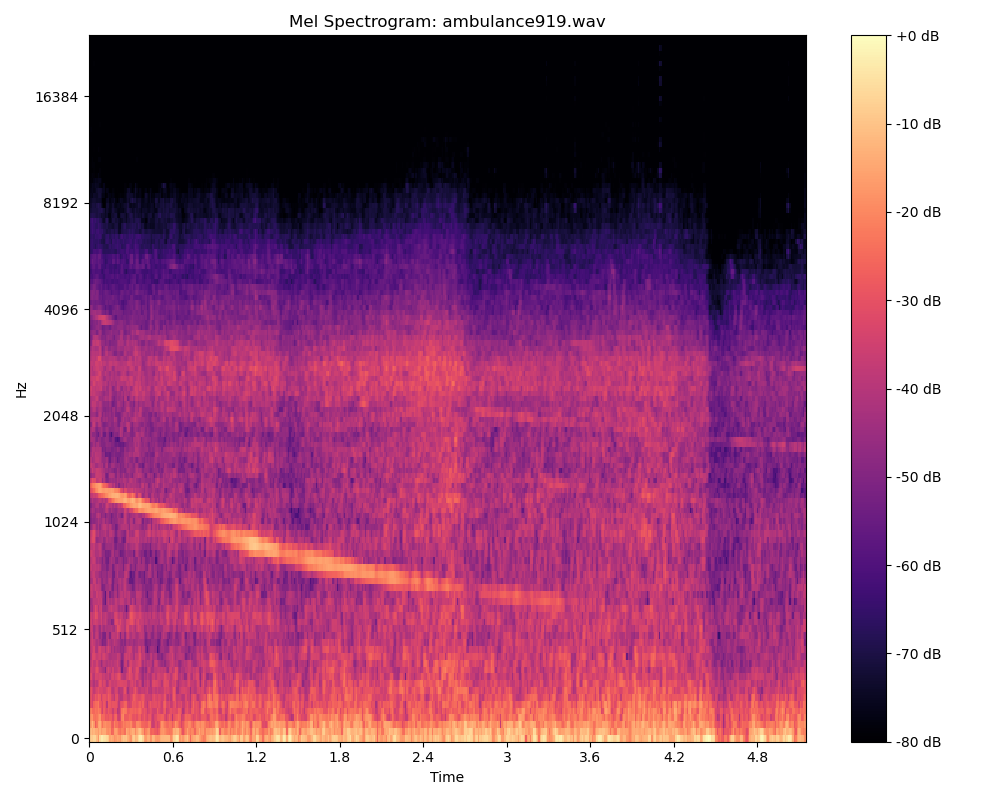 Mel Spectrogram: ambulance919.wav
+0 dB
16384
-10 dB
8192
-20 dB
4096
-30 dB
Hz
2048
-40 dB
-50 dB
1024
-60 dB
512
-70 dB
0
-80 dB
0 0.6 1.2 1.8 2.4 3 3.6 4.2 4.8
Time